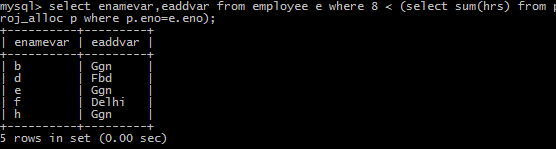 mysql> select enamevar,eaddvar from employee e where 8 < (select sum(hrs) from p
roj_alloc p where p.eno=e.eno);
+----------+---------+
| enamevar | eaddvar |
+----------+---------+
| b        | Ggn     |
| d        | Fbd     |
| e        | Ggn     |
| f        | Delhi   |
| h        | Ggn     |
+----------+---------+
5 rows in set (0.00 sec)